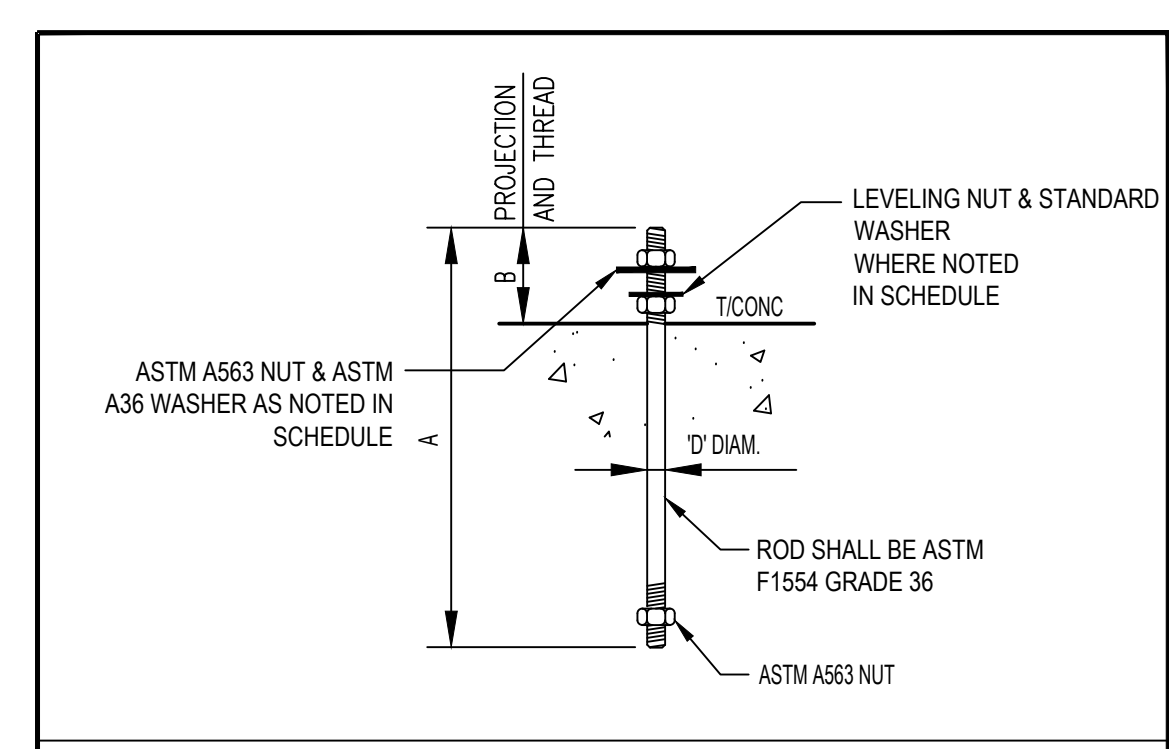 PROJECTION
AND THREAD
LEVELING NUT & STANDARD
WASHER
WHERE NOTED
IN SCHEDULE
B
T/CONC
ASTM A563 NUT & ASTM
A36 WASHER AS NOTED IN
SCHEDULE
A
'D' DIAM.
ROD SHALL BE ASTM
F1554 GRADE 36
ASTM A563 NUT